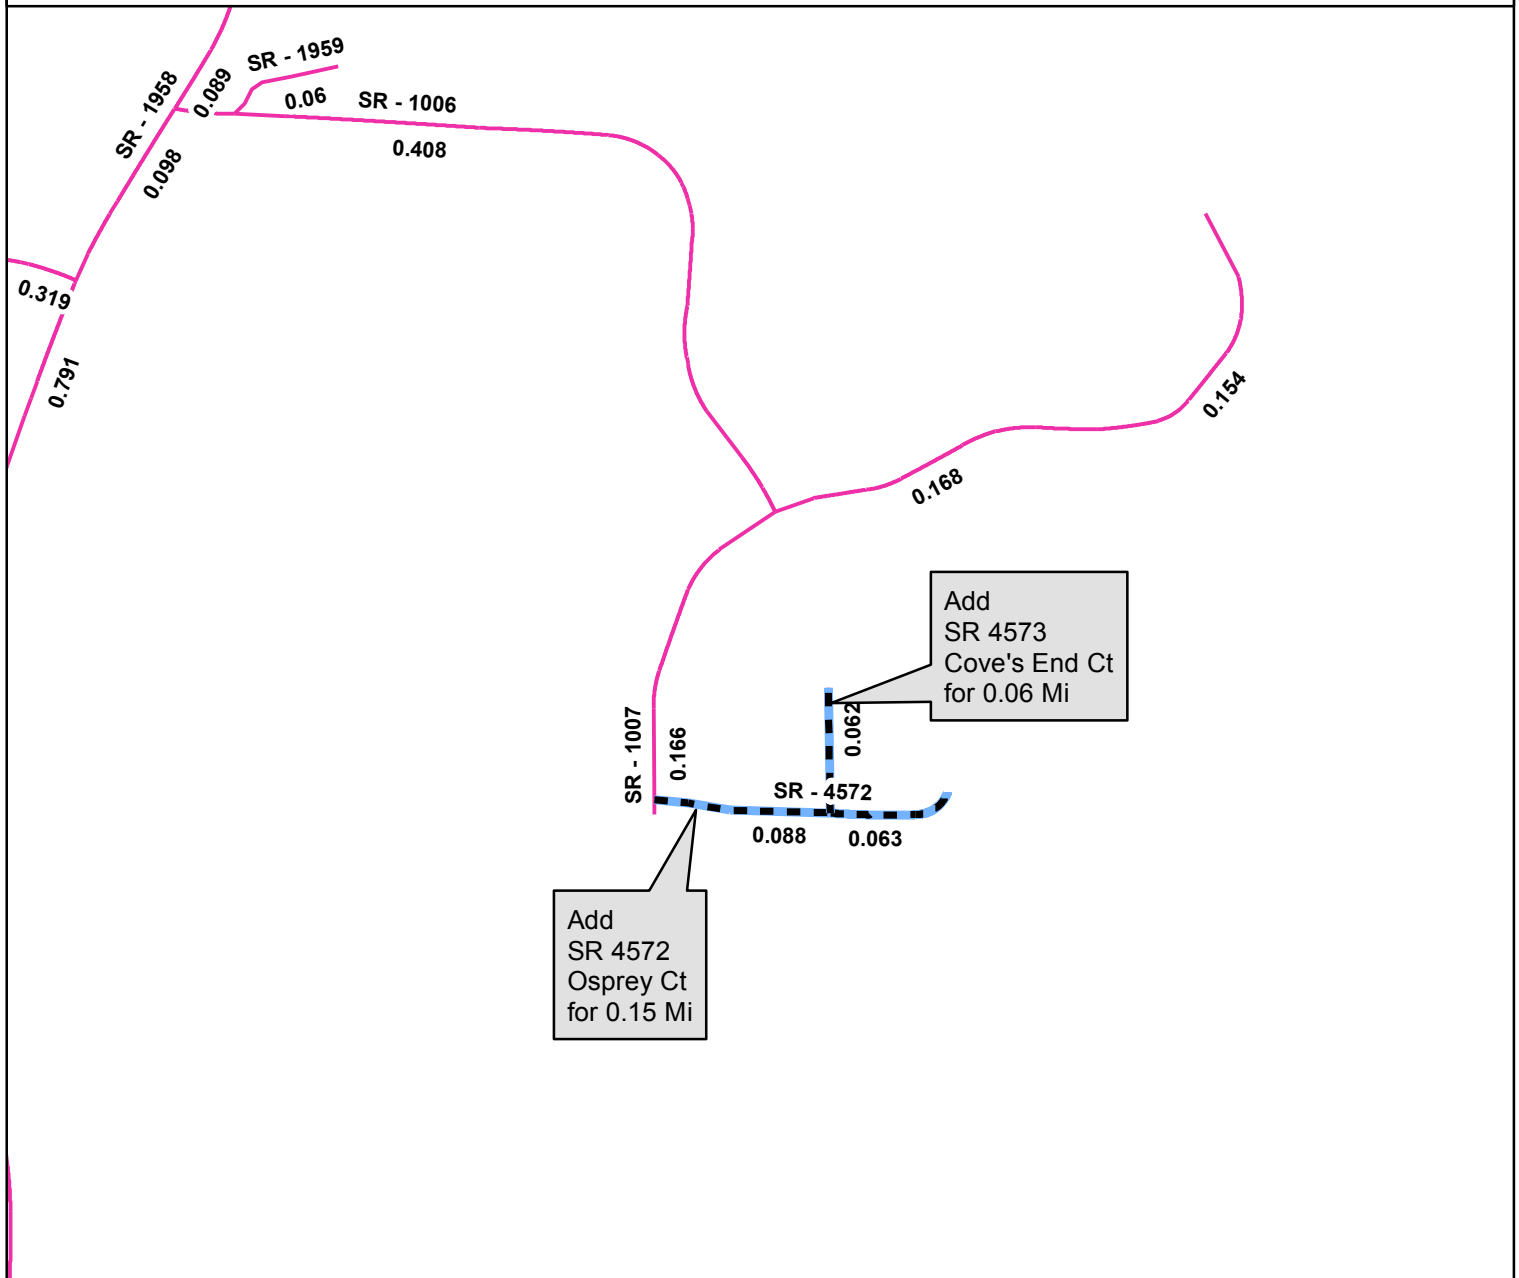 SR - 1959
SR - 1958
0.089
0.06
SR - 1006
0.408
0.098
0.319
0.791
0.154
0.168
Add
SR 4573
Cove's End Ct
for 0.06 Mi
0.062
SR - 1007
0.166
SR - 4572
0.088
0.063
Add
SR 4572
Osprey Ct
for 0.15 Mi